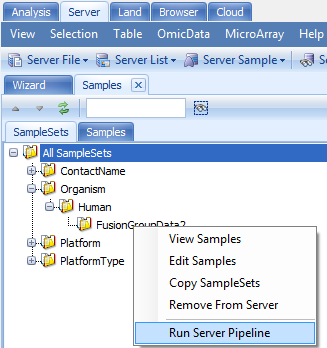 Analysis Server Land Browser Cloud
View Selection Table OmicData MicroArray Help
Server File Server List Server Sample S
Wizard Samples
SampleSets Samples
All SampleSets
ContactName
Organism
Human
FusionGroupData2
Platform
PlatformType
View Samples
Edit Samples
Copy SampleSets
Remove From Server
Run Server Pipeline